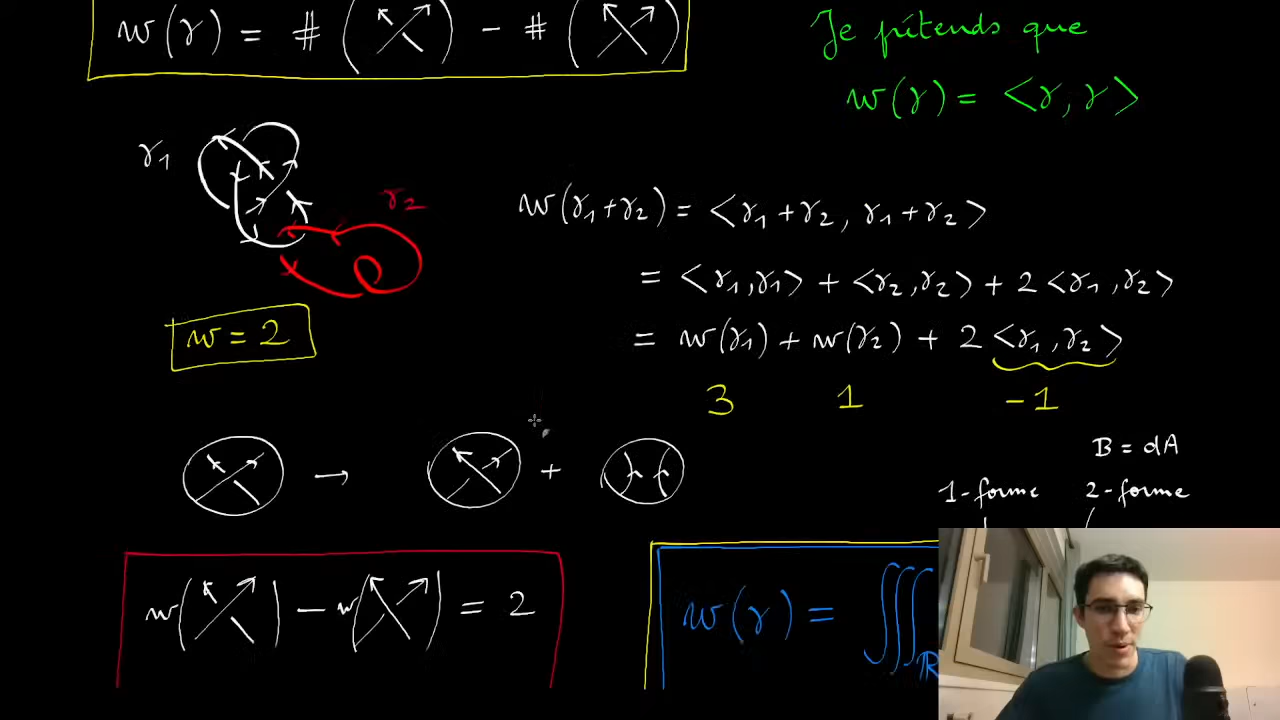 w(γ) = # ( ) − # ( )
Je prétends que
w(γ) = <γ, γ>
γ1
γ2
w(γ1+γ2) = <γ1+γ2, γ1+γ2>
= <γ1,γ1> + <γ2,γ2> + 2 <γ1,γ2>
= w(γ1) + w(γ2) + 2 <γ1,γ2>
3 1 −1
w = 2
→ +
B = dA
1-forme 2-forme
w( ) − w( ) = 2
w(γ) = ∭ℝ